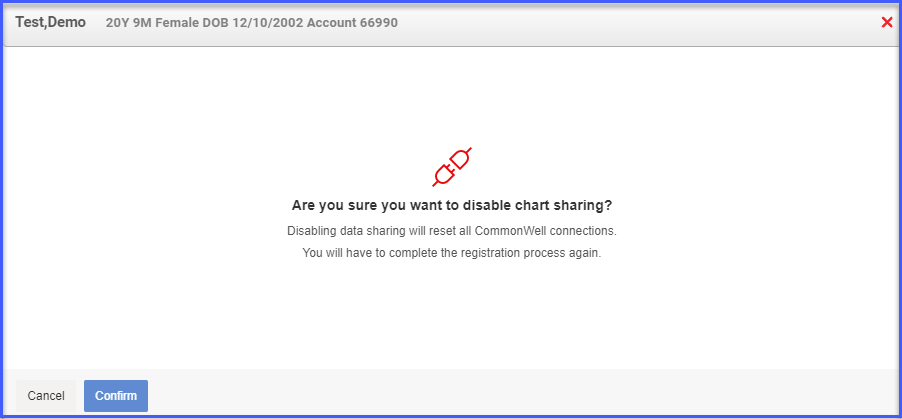 Test,Demo 20Y 9M Female DOB 12/10/2002 Account 66990
Are you sure you want to disable chart sharing?
Disabling data sharing will reset all CommonWell connections.
You will have to complete the registration process again.
Cancel Confirm